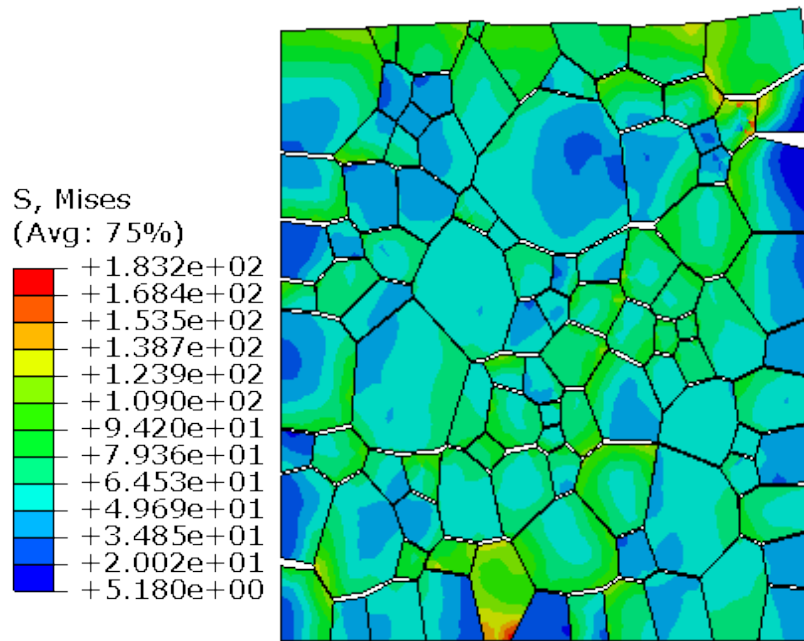 S, Mises
(Avg: 75%)
+1.832e+02
+1.684e+02
+1.535e+02
+1.387e+02
+1.239e+02
+1.090e+02
+9.420e+01
+7.936e+01
+6.453e+01
+4.969e+01
+3.485e+01
+2.002e+01
+5.180e+00